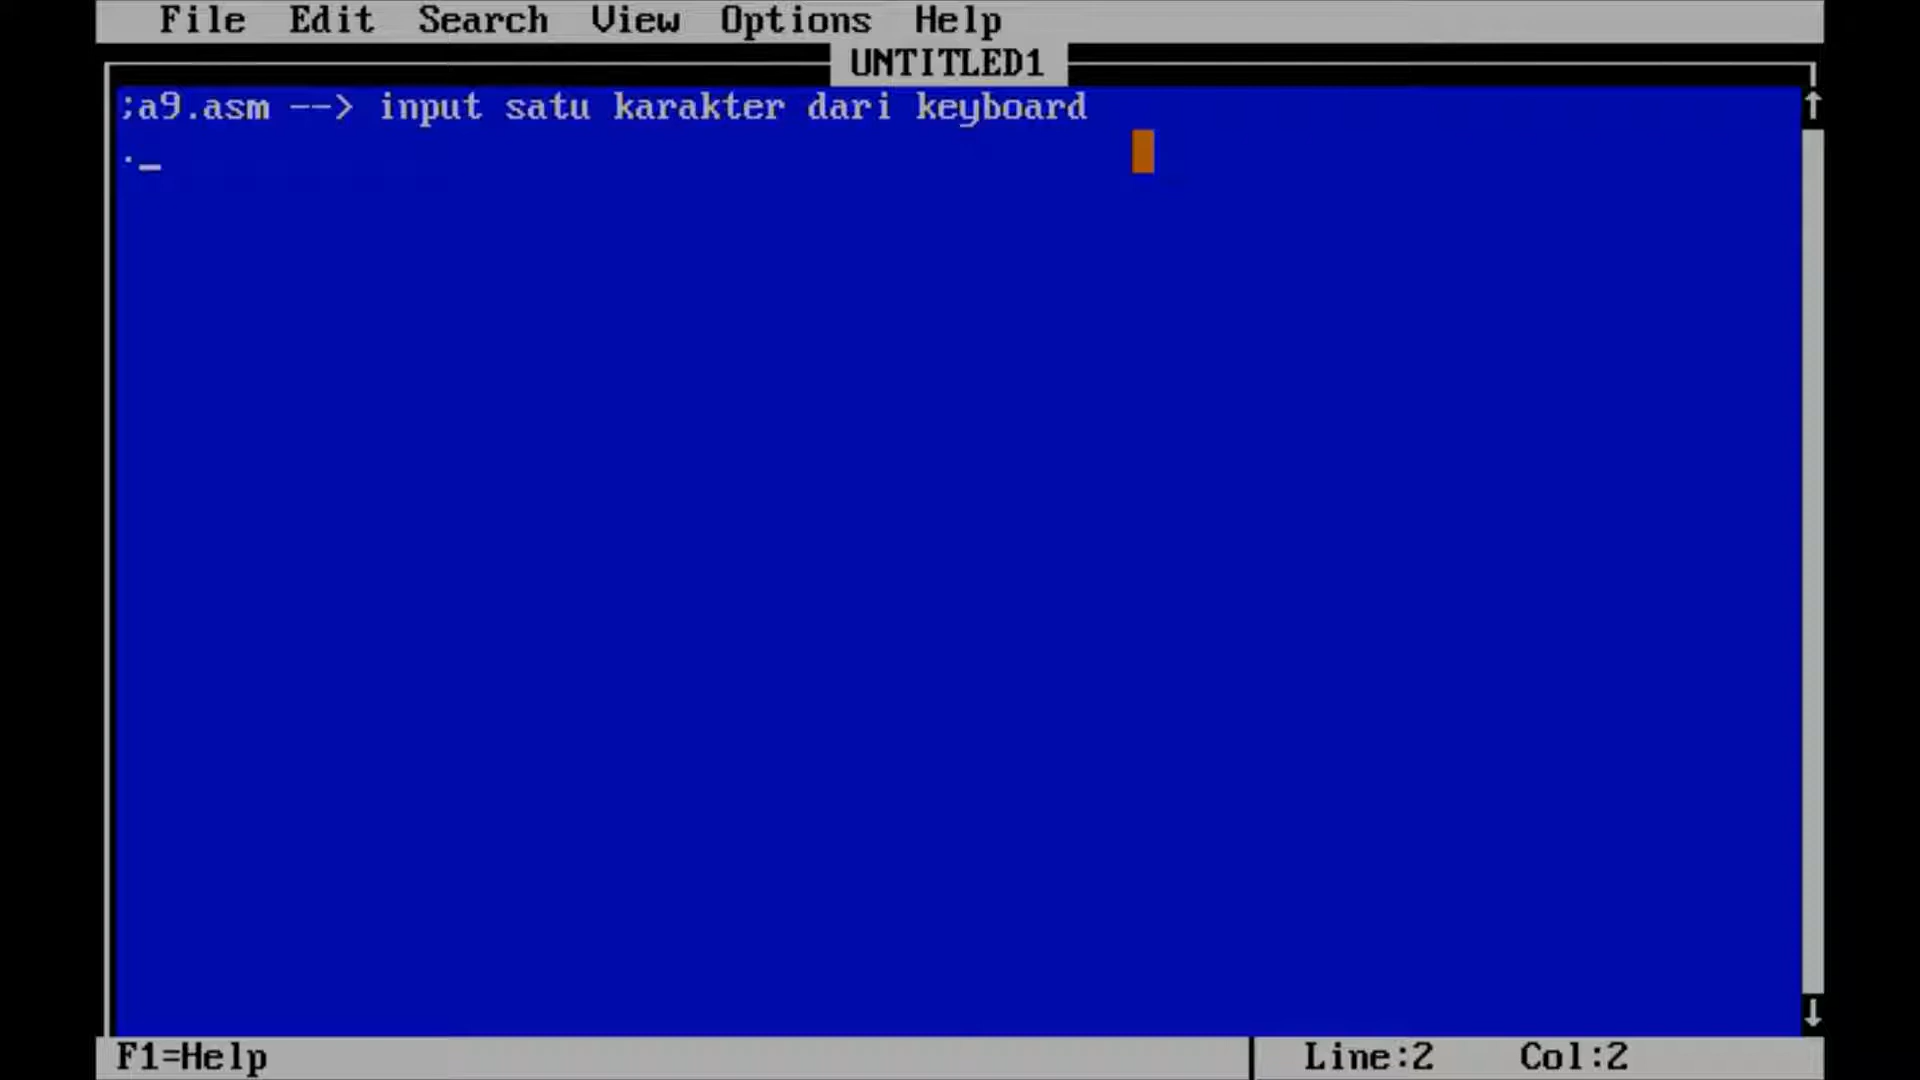 File Edit Search View Options Help
UNTITLED1
;a9.asm --> input satu karakter dari keyboard
F1=Help Line:2 Col:2